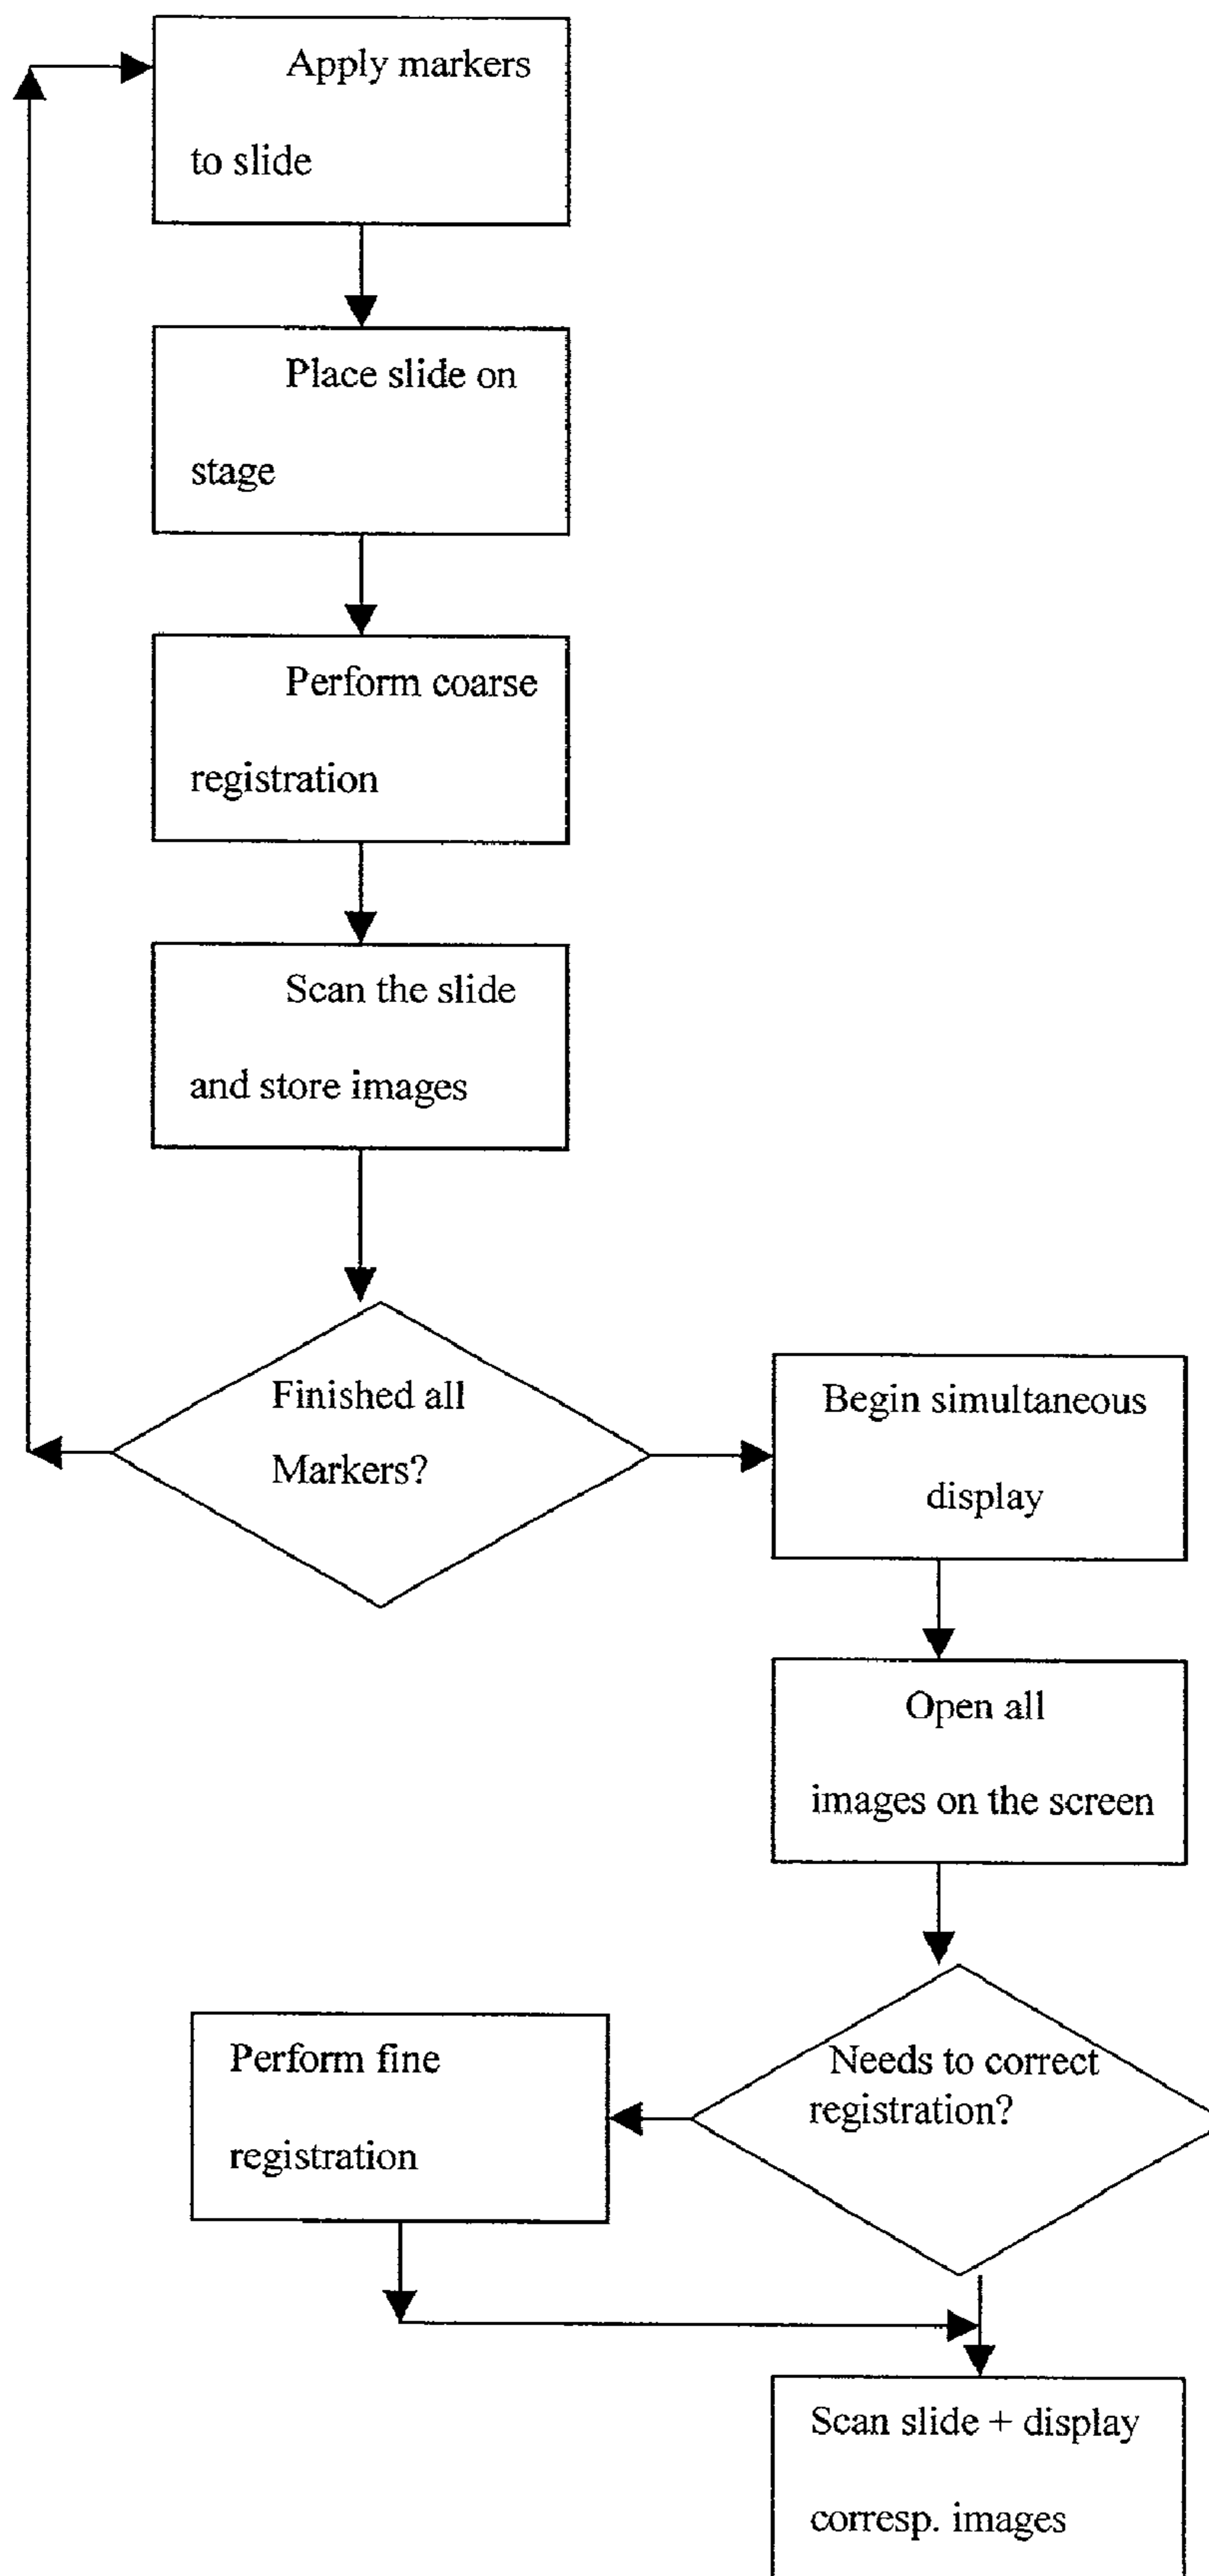 Apply markers
to slide
Place slide on
stage
Perform coarse
registration
Scan the slide
and store images
Finished all
Markers?
Begin simultaneous
display
Open all
images on the screen
Needs to correct
registration?
Perform fine
registration
Scan slide + display
corresp. images